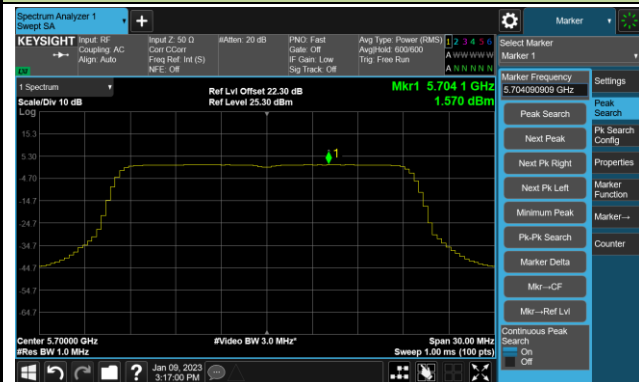 Spectrum Analyzer 1
Swept SA
Marker
KEYSIGHT
Input: RF
Coupling: AC
Align: Auto
Input Z: 50 Ω
Corr CCorr
Freq Ref: Int (S)
NFE: Off
#Atten: 20 dB
PNO: Fast
Gate: Off
IF Gain: Low
Sig Track: Off
Avg Type: Power (RMS)
Avg|Hold: 600/600
Trig: Free Run
1 2 3 4 5 6
A W W W W W
A N N N N N
LXI
Select Marker
Marker 1
1 Spectrum
Scale/Div 10 dB
Log
Ref Lvl Offset 22.30 dB
Ref Level 25.30 dBm
Mkr1 5.704 1 GHz
1.570 dBm
15.3
5.30
-4.70
-14.7
-24.7
-34.7
-44.7
-54.7
-64.7
1
Center 5.70000 GHz
#Res BW 1.0 MHz
#Video BW 3.0 MHz*
Span 30.00 MHz
Sweep 1.00 ms (100 pts)
Marker Frequency
5.704090909 GHz
Peak Search
Next Peak
Next Pk Right
Next Pk Left
Minimum Peak
Pk-Pk Search
Marker Delta
Mkr→CF
Mkr→Ref Lvl
Continuous Peak
Search
On
Off
Settings
Peak
Search
Pk Search
Config
Properties
Marker
Function
Marker→
Counter
Jan 09, 2023
3:17:00 PM